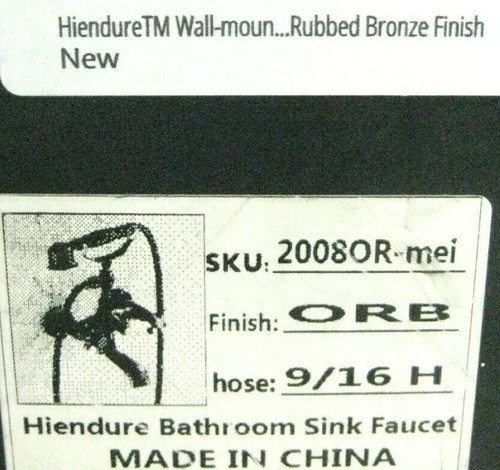 HiendureTM Wall-moun...Rubbed Bronze Finish
New
SKU: 2008OR-mei
Finish: ORB
hose: 9/16 H
Hiendure Bathroom Sink Faucet
MADE IN CHINA